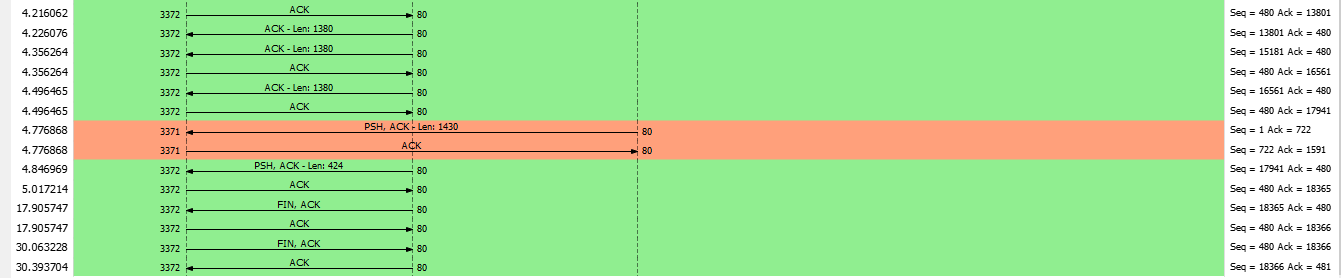 4.216062 3372 ACK 80 Seq = 480 Ack = 13801
4.226076 3372 ACK - Len: 1380 80 Seq = 13801 Ack = 480
4.356264 3372 ACK - Len: 1380 80 Seq = 15181 Ack = 480
4.356264 3372 ACK 80 Seq = 480 Ack = 16561
4.496465 3372 ACK - Len: 1380 80 Seq = 16561 Ack = 480
4.496465 3372 ACK 80 Seq = 480 Ack = 17941
4.776868 3371 PSH, ACK - Len: 1430 80 Seq = 1 Ack = 722
4.776868 3371 ACK 80 Seq = 722 Ack = 1591
4.846969 3372 PSH, ACK - Len: 424 80 Seq = 17941 Ack = 480
5.017214 3372 ACK 80 Seq = 480 Ack = 18365
17.905747 3372 FIN, ACK 80 Seq = 18365 Ack = 480
17.905747 3372 ACK 80 Seq = 480 Ack = 18366
30.063228 3372 FIN, ACK 80 Seq = 480 Ack = 18366
30.393704 3372 ACK 80 Seq = 18366 Ack = 481